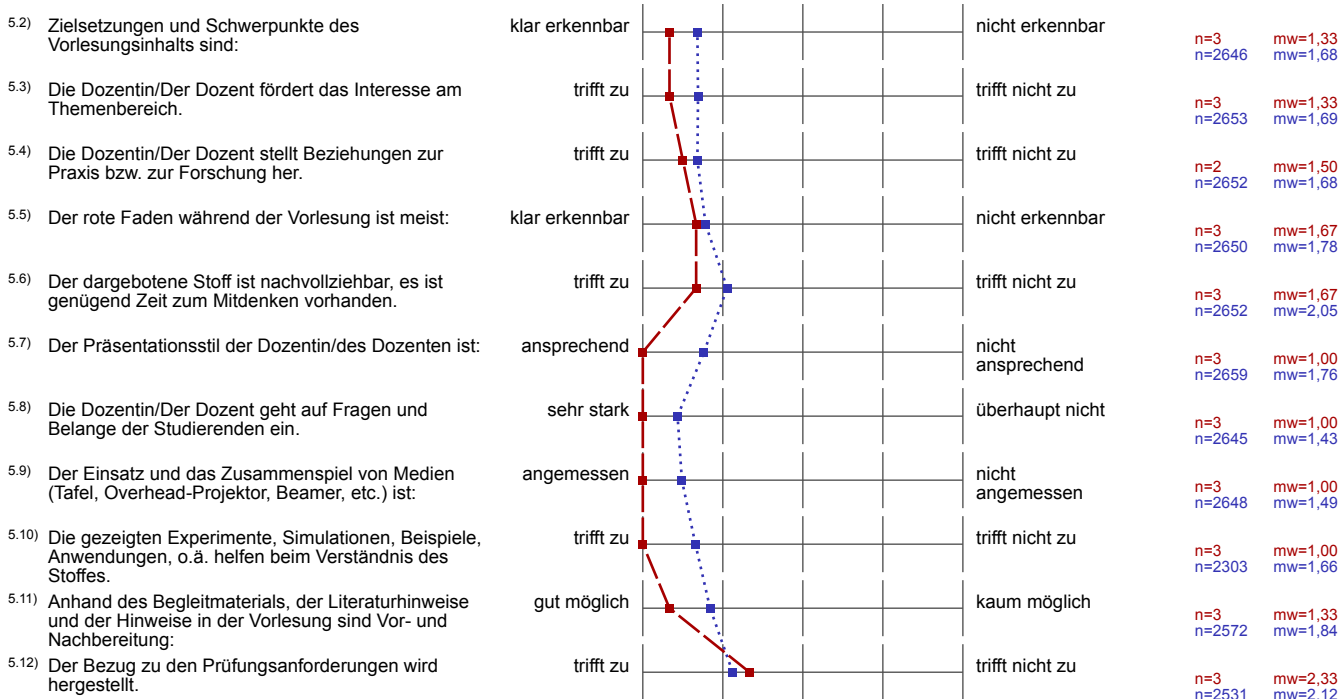 5.2) Zielsetzungen und Schwerpunkte des
Vorlesungsinhalts sind:
klar erkennbar
nicht erkennbar
n=3 mw=1,33
n=2646 mw=1,68
5.3) Die Dozentin/Der Dozent fördert das Interesse am
Themenbereich.
trifft zu
trifft nicht zu
n=3 mw=1,33
n=2653 mw=1,69
5.4) Die Dozentin/Der Dozent stellt Beziehungen zur
Praxis bzw. zur Forschung her.
trifft zu
trifft nicht zu
n=2 mw=1,50
n=2652 mw=1,68
5.5) Der rote Faden während der Vorlesung ist meist:
klar erkennbar
nicht erkennbar
n=3 mw=1,67
n=2650 mw=1,78
5.6) Der dargebotene Stoff ist nachvollziehbar, es ist
genügend Zeit zum Mitdenken vorhanden.
trifft zu
trifft nicht zu
n=3 mw=1,67
n=2652 mw=2,05
5.7) Der Präsentationsstil der Dozentin/des Dozenten ist:
ansprechend
nicht
ansprechend
n=3 mw=1,00
n=2659 mw=1,76
5.8) Die Dozentin/Der Dozent geht auf Fragen und
Belange der Studierenden ein.
sehr stark
überhaupt nicht
n=3 mw=1,00
n=2645 mw=1,43
5.9) Der Einsatz und das Zusammenspiel von Medien
(Tafel, Overhead-Projektor, Beamer, etc.) ist:
angemessen
nicht
angemessen
n=3 mw=1,00
n=2648 mw=1,49
5.10) Die gezeigten Experimente, Simulationen, Beispiele,
Anwendungen, o.ä. helfen beim Verständnis des
Stoffes.
trifft zu
trifft nicht zu
n=3 mw=1,00
n=2303 mw=1,66
5.11) Anhand des Begleitmaterials, der Literaturhinweise
und der Hinweise in der Vorlesung sind Vor- und
Nachbereitung:
gut möglich
kaum möglich
n=3 mw=1,33
n=2572 mw=1,84
5.12) Der Bezug zu den Prüfungsanforderungen wird
hergestellt.
trifft zu
trifft nicht zu
n=3 mw=2,33
n=2531 mw=2,12